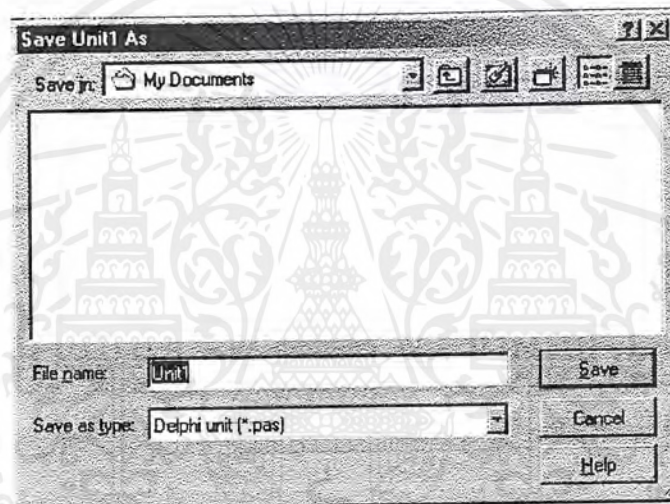 Save Unit1 As
Save in: My Documents
File name: Unit1
Save
Save as type: Delphi unit (*.pas)
Cancel
Help